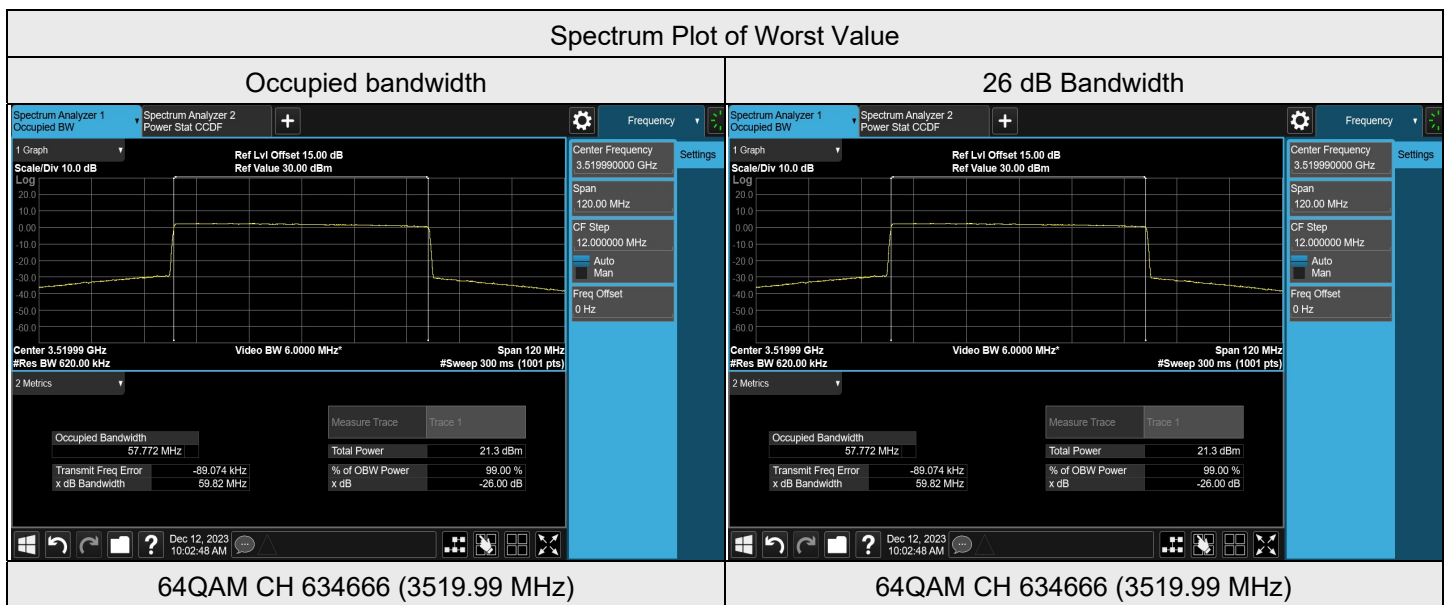 Spectrum Plot of Worst Value
Occupied bandwidth
26 dB Bandwidth
Spectrum Analyzer 1
Occupied BW
Spectrum Analyzer 2
Power Stat CCDF
Frequency
1 Graph
Ref Lvl Offset 15.00 dB
Scale/Div 10.0 dB
Ref Value 30.00 dBm
Log
20.0
10.0
0.00
-10.0
-20.0
-30.0
-40.0
-50.0
-60.0
Center 3.51999 GHz
Video BW 6.0000 MHz*
Span 120 MHz
#Res BW 620.00 kHz
#Sweep 300 ms (1001 pts)
Center Frequency
3.519990000 GHz
Settings
Span
120.00 MHz
CF Step
12.000000 MHz
Auto
Man
Freq Offset
0 Hz
2 Metrics
Measure Trace Trace 1
Occupied Bandwidth
57.772 MHz
Total Power 21.3 dBm
Transmit Freq Error -89.074 kHz
% of OBW Power 99.00 %
x dB Bandwidth 59.82 MHz
x dB -26.00 dB
Dec 12, 2023
10:02:48 AM
Spectrum Analyzer 1
Occupied BW
Spectrum Analyzer 2
Power Stat CCDF
Frequency
1 Graph
Ref Lvl Offset 15.00 dB
Scale/Div 10.0 dB
Ref Value 30.00 dBm
Log
20.0
10.0
0.00
-10.0
-20.0
-30.0
-40.0
-50.0
-60.0
Center 3.51999 GHz
Video BW 6.0000 MHz*
Span 120 MHz
#Res BW 620.00 kHz
#Sweep 300 ms (1001 pts)
Center Frequency
3.519990000 GHz
Settings
Span
120.00 MHz
CF Step
12.000000 MHz
Auto
Man
Freq Offset
0 Hz
2 Metrics
Measure Trace Trace 1
Occupied Bandwidth
57.772 MHz
Total Power 21.3 dBm
Transmit Freq Error -89.074 kHz
% of OBW Power 99.00 %
x dB Bandwidth 59.82 MHz
x dB -26.00 dB
Dec 12, 2023
10:02:48 AM
64QAM CH 634666 (3519.99 MHz)
64QAM CH 634666 (3519.99 MHz)